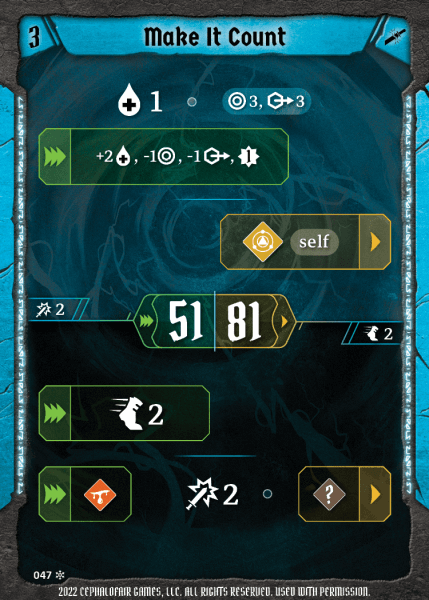 3 Make It Count
1 3, 3
+2, -1, -1, 1
self
2
51 81
2
2
2 ?
047
2022 CEPHALOFAIR GAMES, LLC. ALL RIGHTS RESERVED. USED WITH PERMISSION.